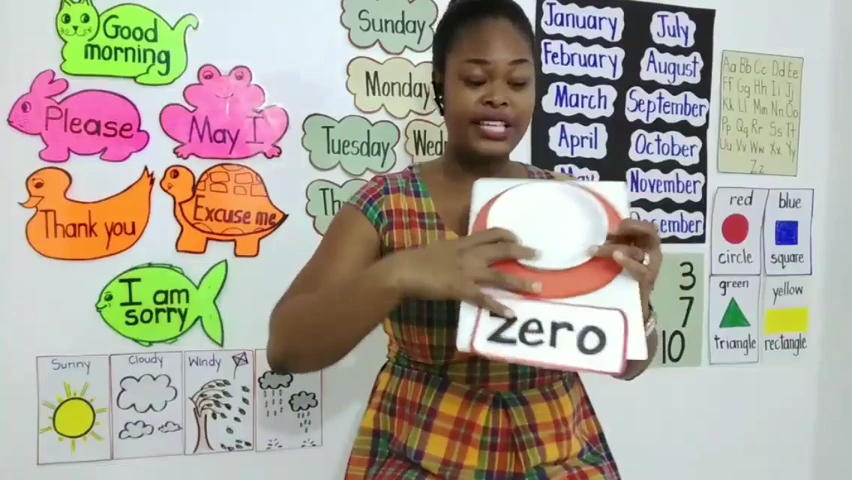 Good
morning
Please
May I
Thank you
Excuse me
I am
sorry
Sunny
Cloudy
Windy
Sunday
Monday
Tuesday
January
February
March
April
July
August
September
October
November
December
Aa Bb Cc Dd Ee
Ff Gg Hh Ii Jj
Kk Ll Mm Nn Oo
Pp Qq Rr Ss Tt
Uu Vv Ww Xx Yy
Zz
zero
3
7
10
red
circle
blue
square
green
triangle
yellow
rectangle